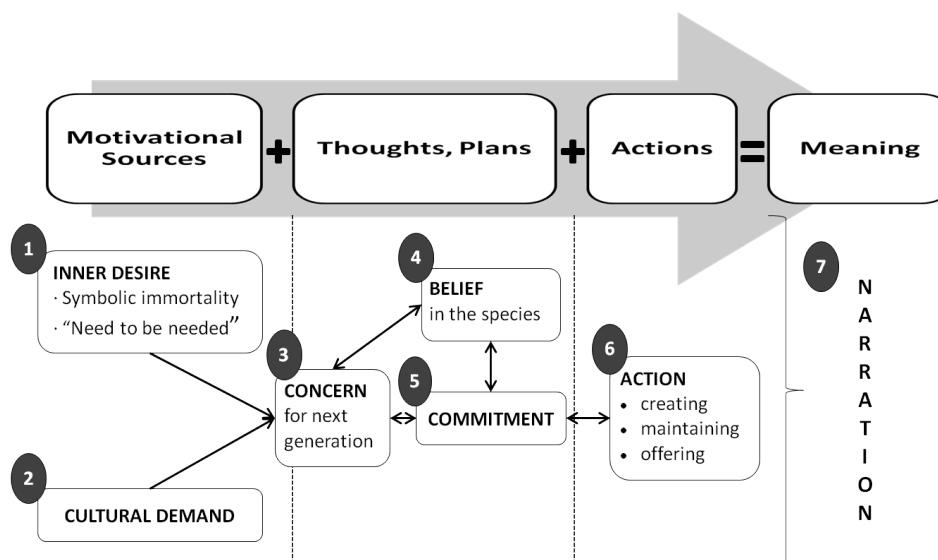 Motivational
Sources
+
Thoughts, Plans
+
Actions
=
Meaning
1
INNER DESIRE
· Symbolic immortality
· “Need to be needed”
2
CULTURAL DEMAND
3
CONCERN
for next
generation
4
BELIEF
in the species
5
COMMITMENT
6
ACTION
• creating
• maintaining
• offering
7
N
A
R
R
A
T
I
O
N